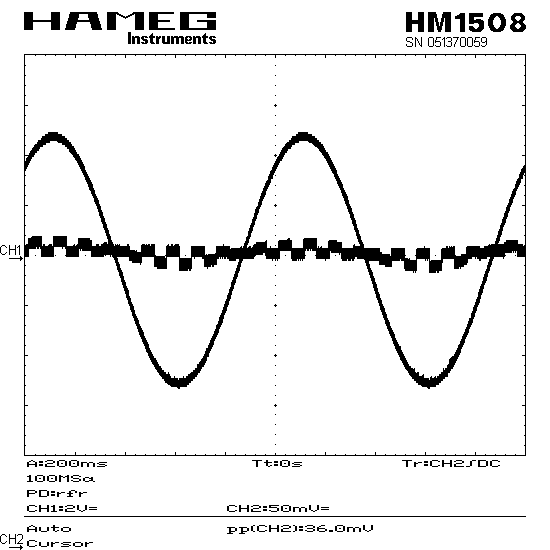 HAMEG
Instruments
HM1508
SN 051370059
CH1
A:200ms Tt:0s Tr:CH2∫DC
100MSa
PD:rfr
CH1:2V= CH2:50mV=
Auto pp(CH2):36.0mV
CH2
Cursor